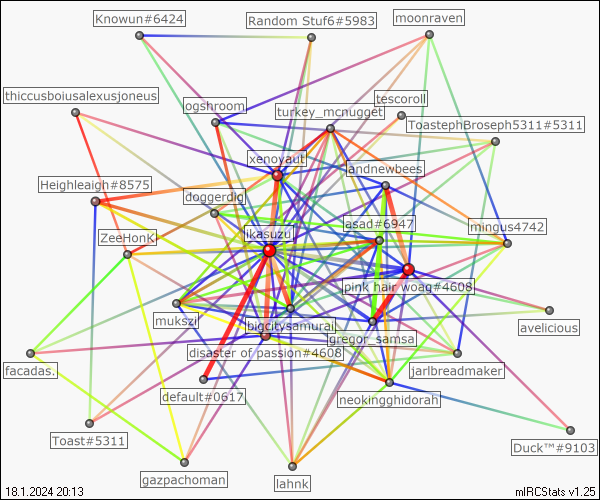 Knowun#6424
Random Stuf6#5983
moonraven
thiccusboiusalexusjoneus
ogshroom
turkey_mcnugget
tescoroll
ToastephBroseph5311#5311
xenoyaut
andnewbees
Heighleigh#8575
doggerdig
ZeeHonK
ikasuzu
asad#6947
mingus4742
pink hair woag#4608
mukszi
bigcitysamurai
gregor_samsa
avelicious
disaster of passion#4608
facadas.
default#0617
neokingghidorah
jarlbreadmaker
Toast#5311
Duck™#9103
gazpachoman
lahnk
18.1.2024 20:13
mIRCStats v1.25